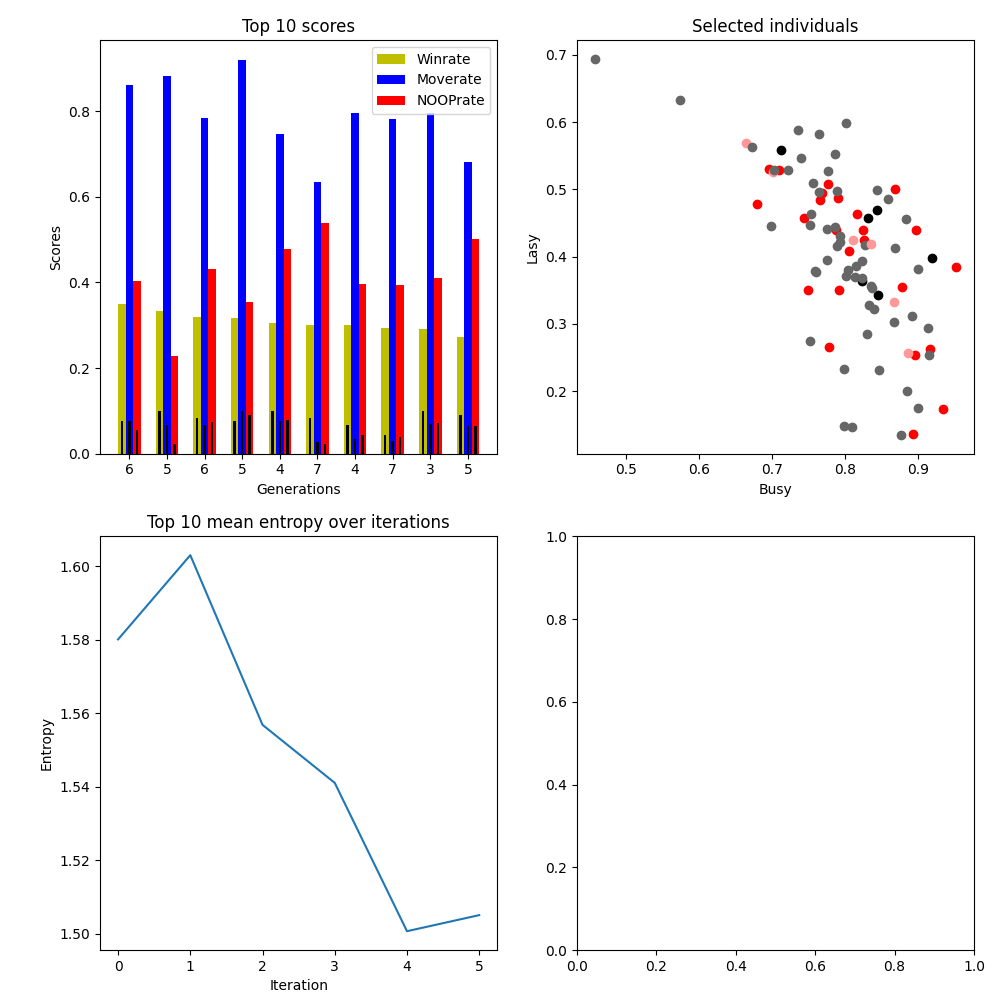 Top 10 scores
Winrate
Moverate
NOOPrate
Scores
0.8
0.6
0.4
0.2
0.0
6 5 6 5 4 7 4 7 3 5
Generations
Selected individuals
Lasy
0.7
0.6
0.5
0.4
0.3
0.2
0.5 0.6 0.7 0.8 0.9
Busy
Top 10 mean entropy over iterations
Entropy
1.60
1.58
1.56
1.54
1.52
1.50
0 1 2 3 4 5
Iteration
1.0
0.8
0.6
0.4
0.2
0.0
0.0 0.2 0.4 0.6 0.8 1.0